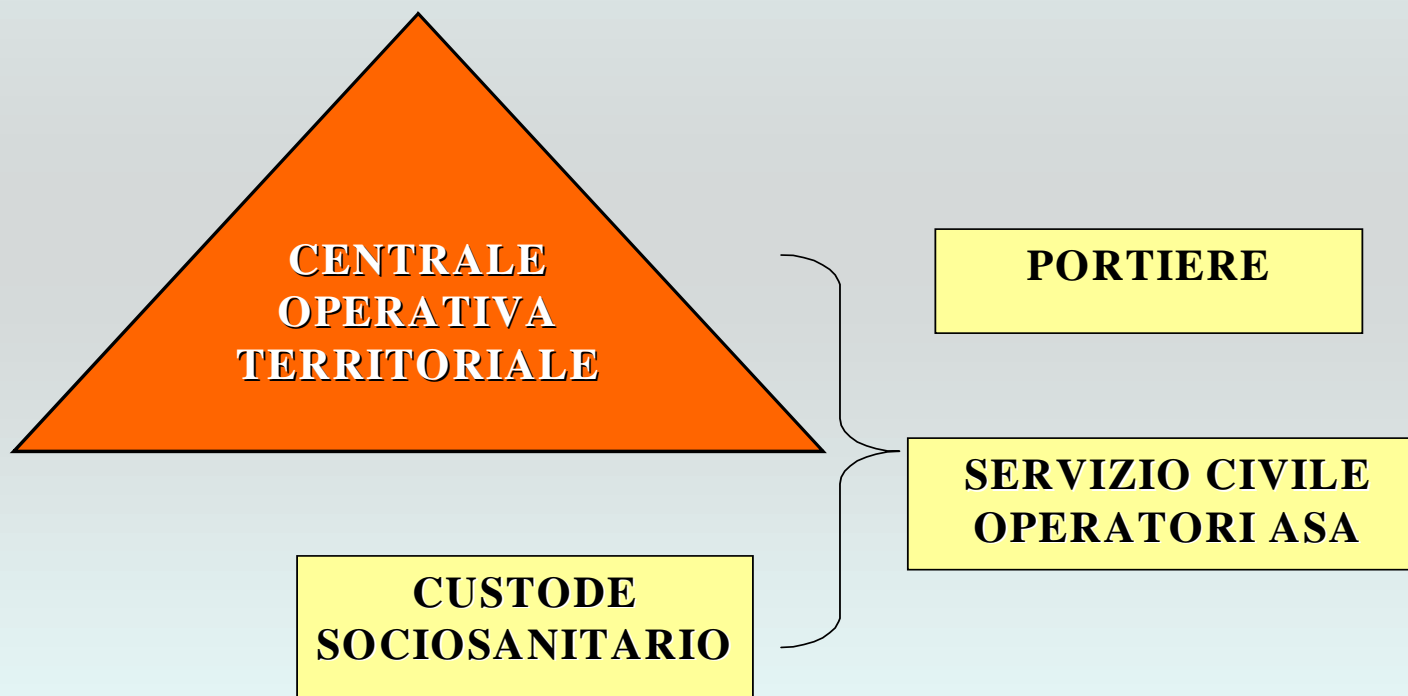 CENTRALE
OPERATIVA
TERRITORIALE
PORTIERE
SERVIZIO CIVILE
OPERATORI ASA
CUSTODE
SOCIOSANITARIO